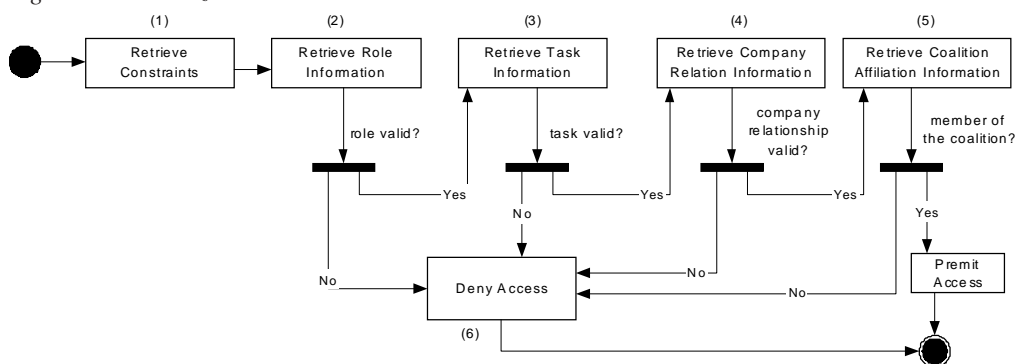 (1)
(2)
(3)
(4)
(5)
Retrieve
Constraints
Retrieve Role
Information
Retrieve Task
Information
Retrieve Company
Relation Information
Retrieve Coalition
Affiliation Information
role valid?
task valid?
company
relationship
valid?
member of
the coalition?
Yes
Yes
Yes
Yes
No
No
No
No
Deny Access
Premit
Access
(6)